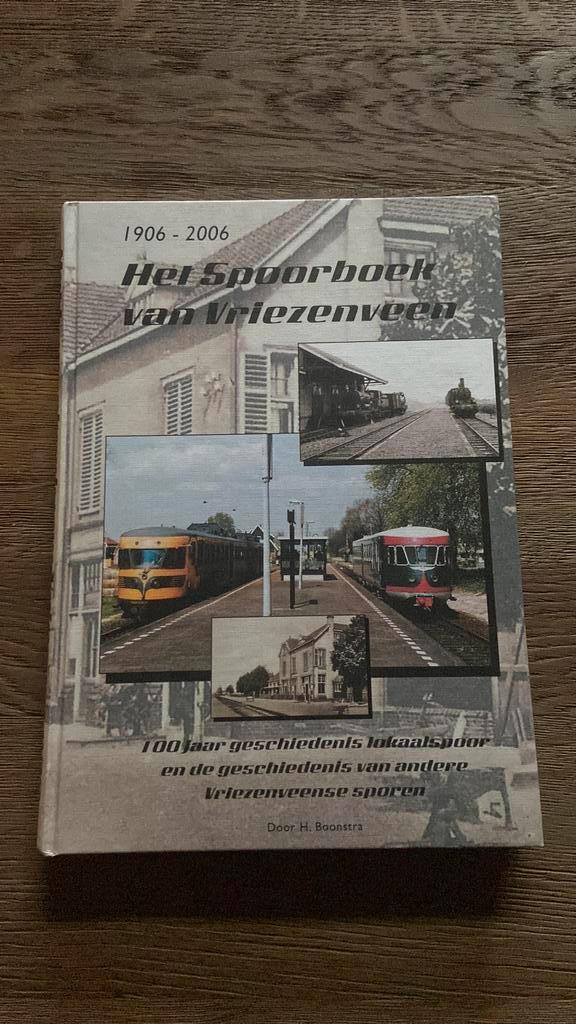 1906 - 2006
Het Spoorboek
van Vriezenveen
100 jaar geschiedenis lokaalspoor
en de geschiedenis van andere
Vriezenveense sporen
Door H. Boonstra